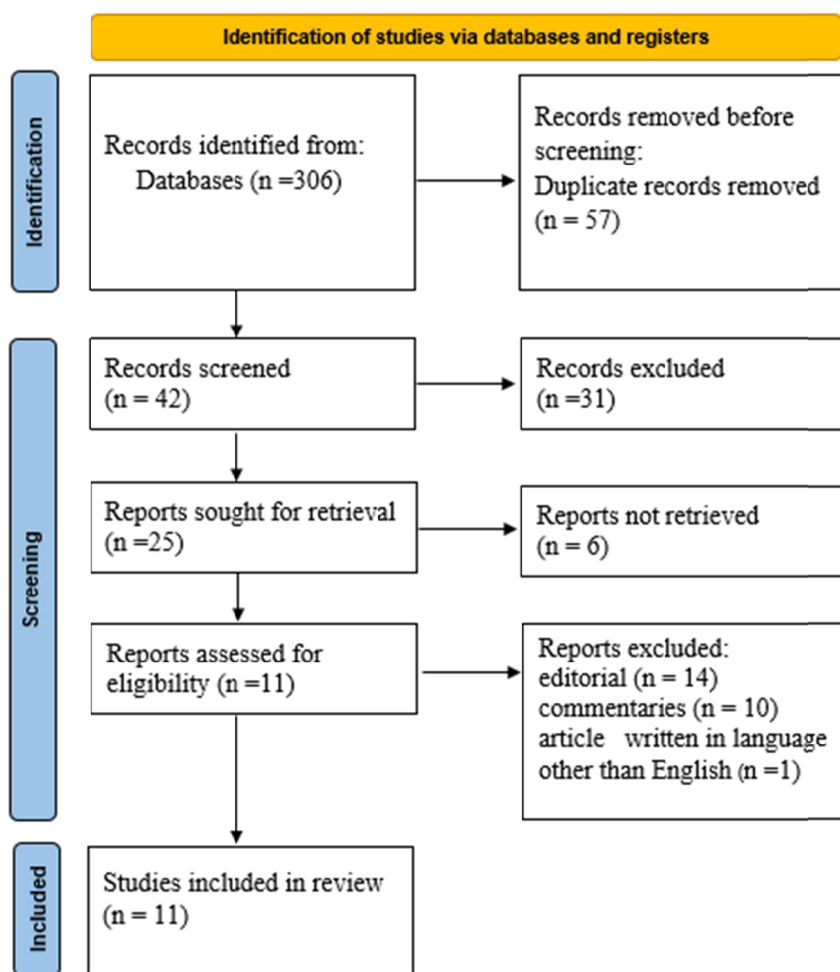 Identification of studies via databases and registers
Identification
Records identified from:
Databases (n =306)
Records removed before
screening:
Duplicate records removed
(n = 57)
Screening
Records screened
(n = 42)
Records excluded
(n =31)
Reports sought for retrieval
(n =25)
Reports not retrieved
(n = 6)
Reports assessed for
eligibility (n =11)
Reports excluded:
editorial (n = 14)
commentaries (n = 10)
article written in language
other than English (n =1)
Included
Studies included in review
(n = 11)